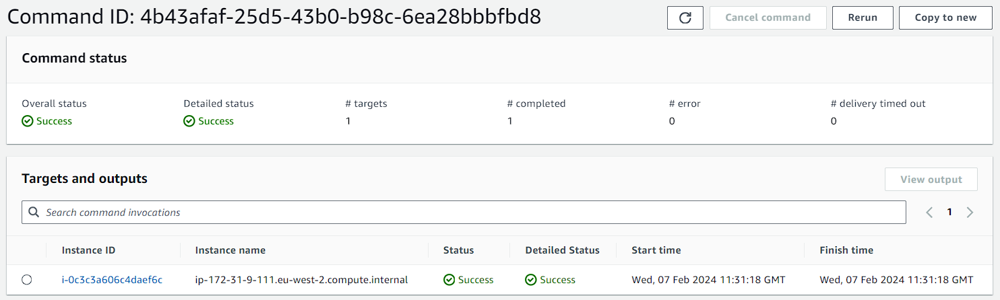 Command ID: 4b43afaf-25d5-43b0-b98c-6ea28bbbfbd8 Cancel command Rerun Copy to new
Command status
Overall status Detailed status # targets # completed # error # delivery timed out
Success Success 1 1 0 0
Targets and outputs View output
Search command invocations 1
Instance ID Instance name Status Detailed Status Start time Finish time
i-0c3c3a606c4daef6c ip-172-31-9-111.eu-west-2.compute.internal Success Success Wed, 07 Feb 2024 11:31:18 GMT Wed, 07 Feb 2024 11:31:18 GMT